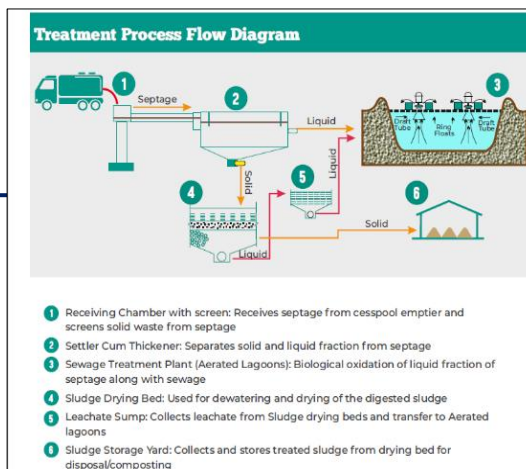 Treatment Process Flow Diagram
1
Septage
2
Liquid
3
Draft
Tube
Ring
Floats
Draft
Tube
Solid
4
Liquid
5
Liquid
Solid
6
1 Receiving Chamber with screen: Receives septage from cesspool emptier and
screens solid waste from septage
2 Settler Cum Thickener: Separates solid and liquid fraction from septage
3 Sewage Treatment Plant (Aerated Lagoons): Biological oxidation of liquid fraction of
septage along with sewage
4 Sludge Drying Bed: Used for dewatering and drying of the digested sludge
5 Leachate Sump: Collects leachate from Sludge drying beds and transfer to Aerated
lagoons
6 Sludge Storage Yard: Collects and stores treated sludge from drying bed for
disposal/composting